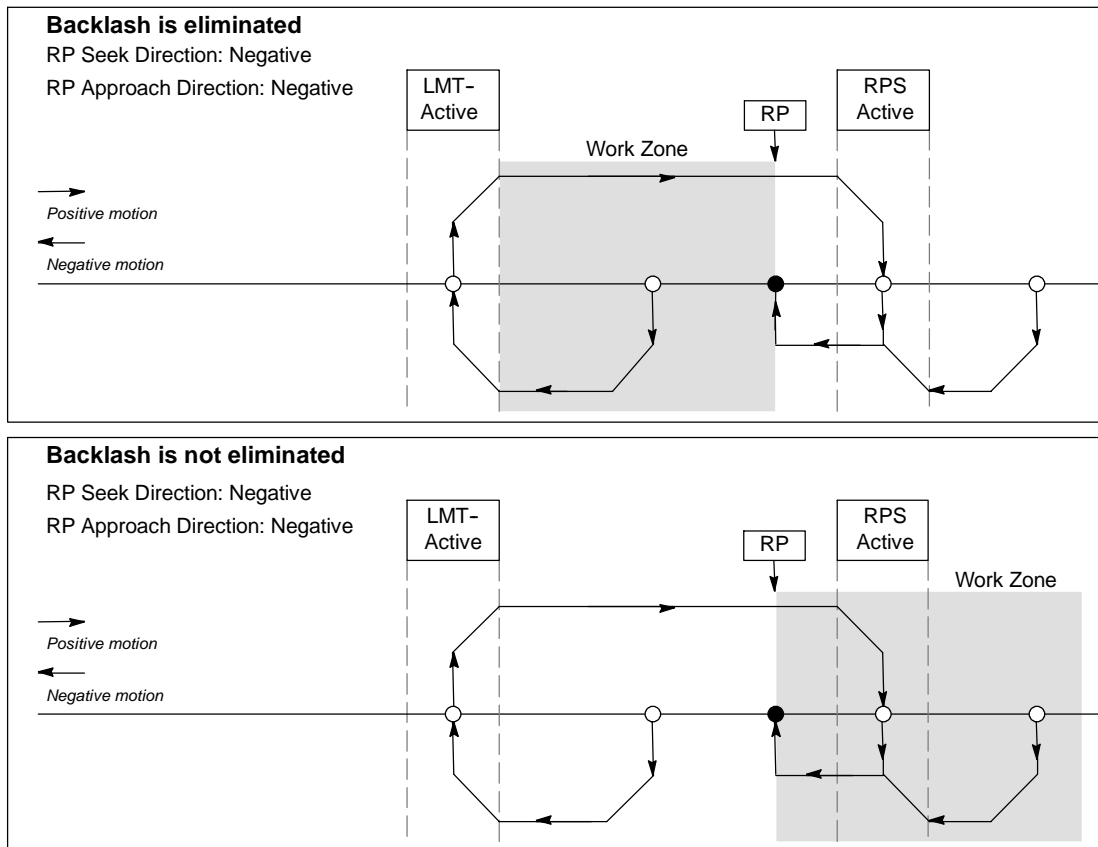 Backlash is eliminated
RP Seek Direction: Negative
RP Approach Direction: Negative
LMT-
Active
RP
RPS
Active
Work Zone
Positive motion
Negative motion
Backlash is not eliminated
RP Seek Direction: Negative
RP Approach Direction: Negative
LMT-
Active
RP
RPS
Active
Work Zone
Positive motion
Negative motion